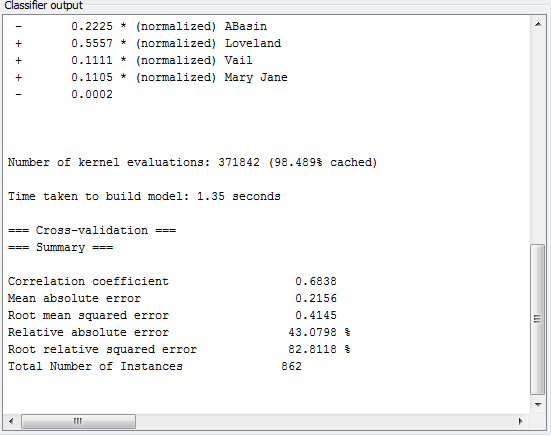 Classifier output
- 0.2225 * (normalized) ABasin
+ 0.5557 * (normalized) Loveland
+ 0.1111 * (normalized) Vail
+ 0.1105 * (normalized) Mary Jane
- 0.0002
Number of kernel evaluations: 371842 (98.489% cached)
Time taken to build model: 1.35 seconds
=== Cross-validation ===
=== Summary ===
Correlation coefficient 0.6838
Mean absolute error 0.2156
Root mean squared error 0.4145
Relative absolute error 43.0798 %
Root relative squared error 82.8118 %
Total Number of Instances 862